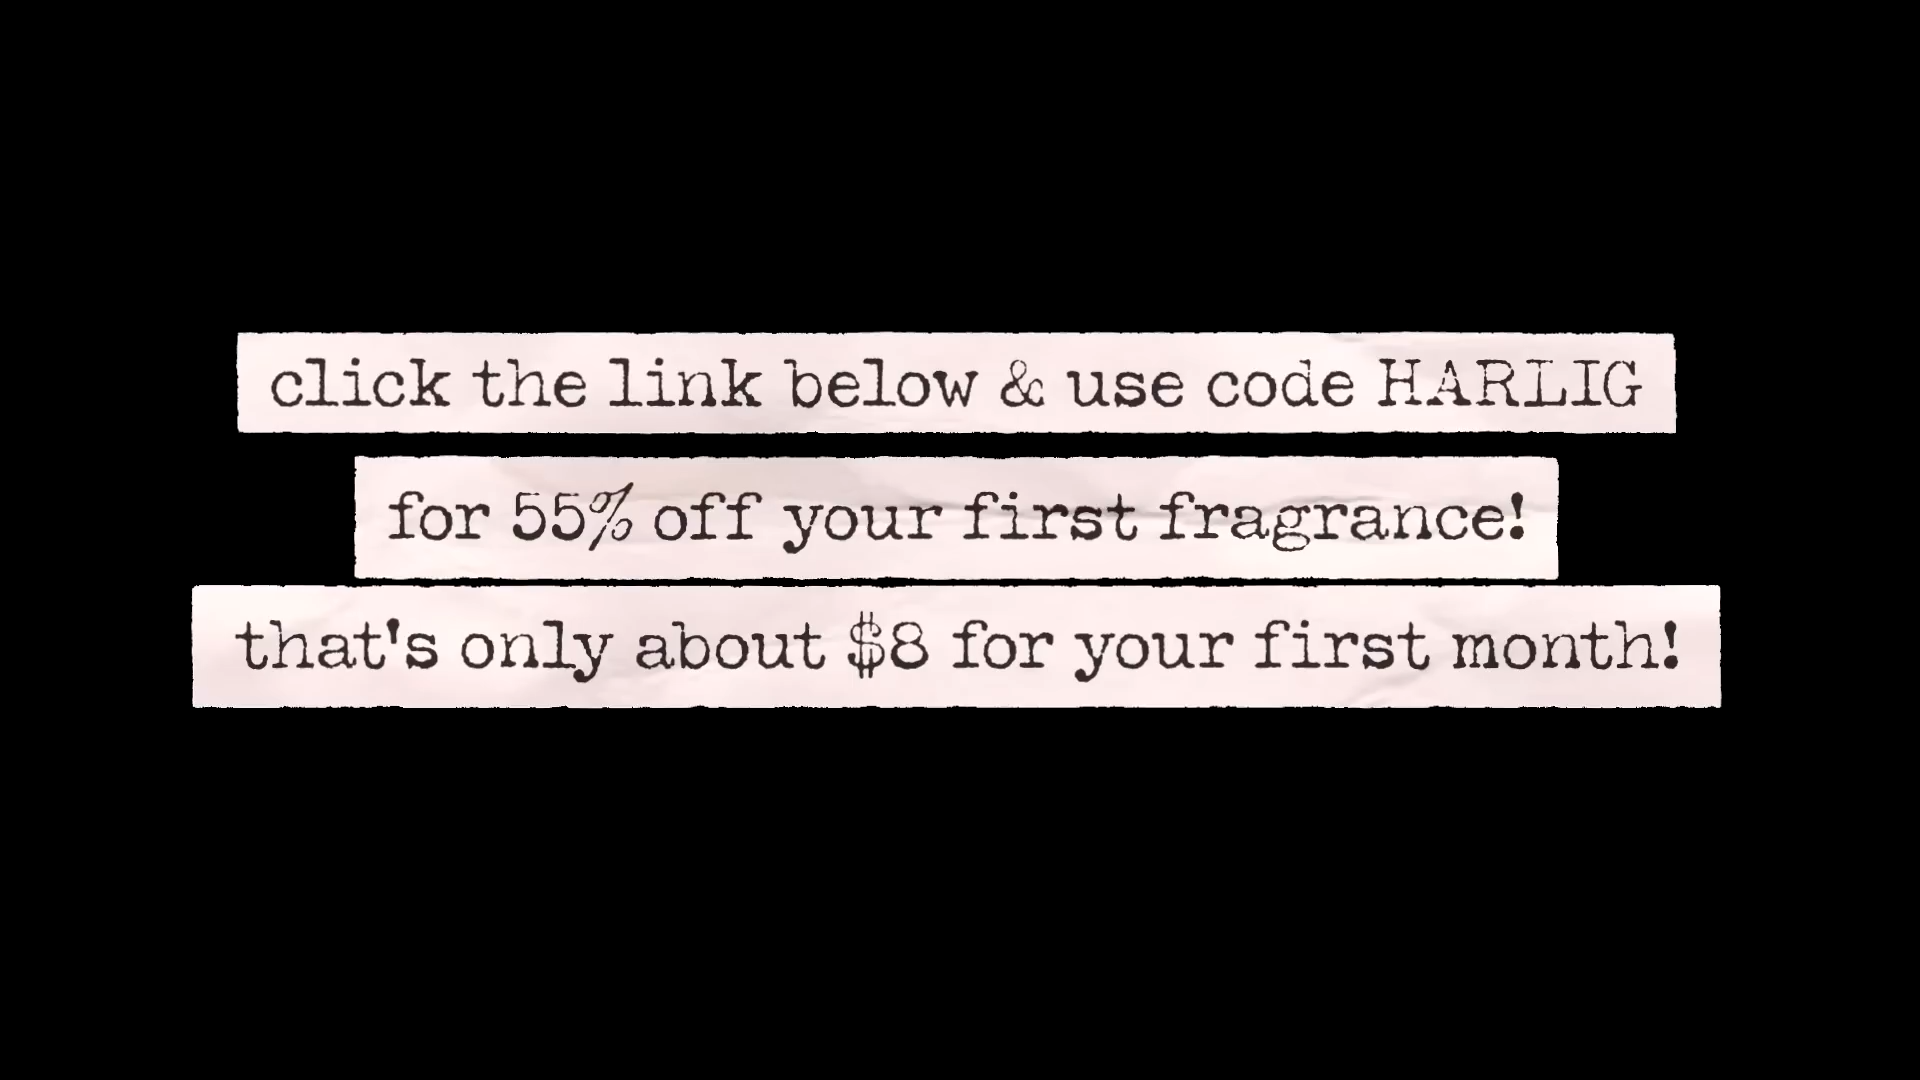 click the link below & use code HARLIG
for 55% off your first fragrance!
that's only about $8 for your first month!